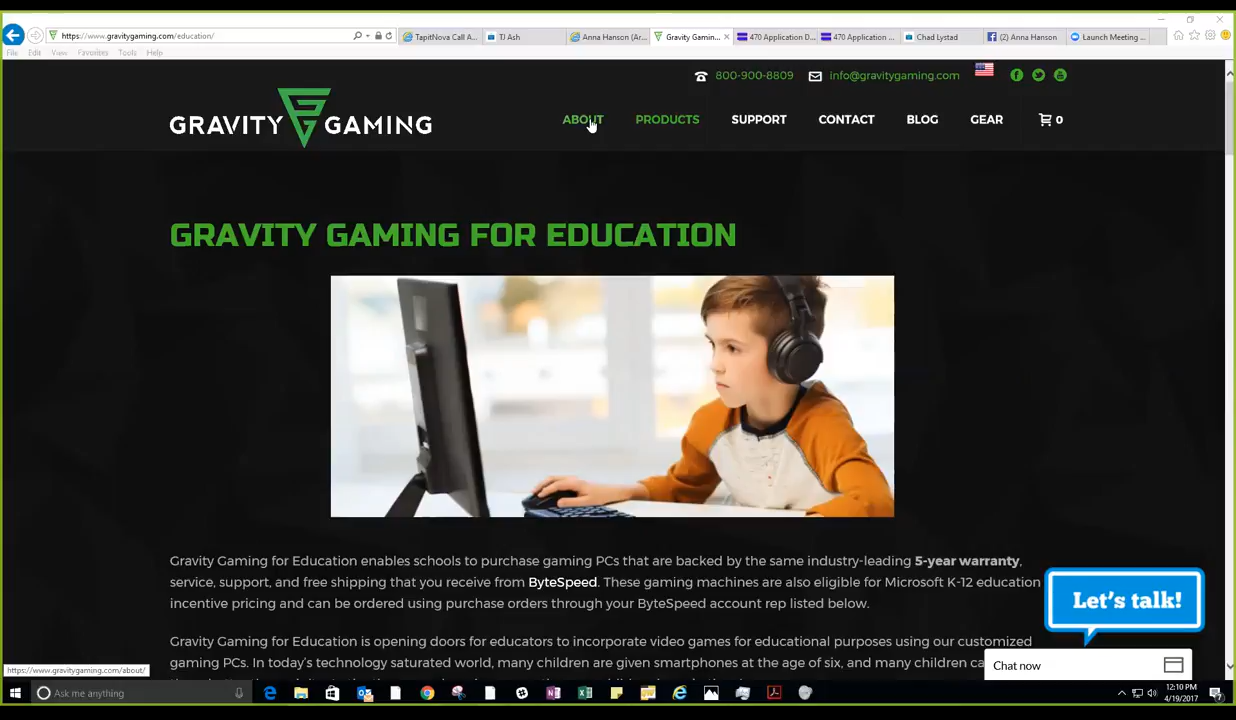 https://www.gravitygaming.com/education/
TapitNova Call A...
TJ Ash
Anna Hanson (Ar...
Gravity Gamin...
470 Application D...
470 Application ...
Chad Lystad
(2) Anna Hanson
Launch Meeting ...
File Edit View Favorites Tools Help
800-900-8809
info@gravitygaming.com
GRAVITY GAMING
ABOUT
PRODUCTS
SUPPORT
CONTACT
BLOG
GEAR
0
GRAVITY GAMING FOR EDUCATION
Gravity Gaming for Education enables schools to purchase gaming PCs that are backed by the same industry-leading 5-year warranty,
service, support, and free shipping that you receive from ByteSpeed. These gaming machines are also eligible for Microsoft K-12 education
incentive pricing and can be ordered using purchase orders through your ByteSpeed account rep listed below.
Let's talk!
Gravity Gaming for Education is opening doors for educators to incorporate video games for educational purposes using our customized
gaming PCs. In today's technology saturated world, many children are given smartphones at the age of six, and many children ca
Chat now
https://www.gravitygaming.com/about/
Ask me anything
12:10 PM
4/19/2017